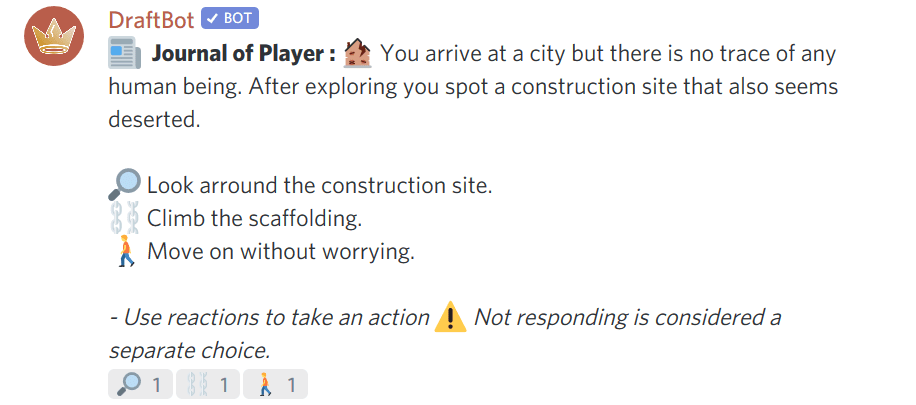 DraftBot ✓ BOT
📰 Journal of Player : 🏚️ You arrive at a city but there is no trace of any
human being. After exploring you spot a construction site that also seems
deserted.
🔎 Look arround the construction site.
⛓️ Climb the scaffolding.
🚶 Move on without worrying.
- Use reactions to take an action ⚠️ Not responding is considered a
separate choice.
🔎 1 ⛓️ 1 🚶 1